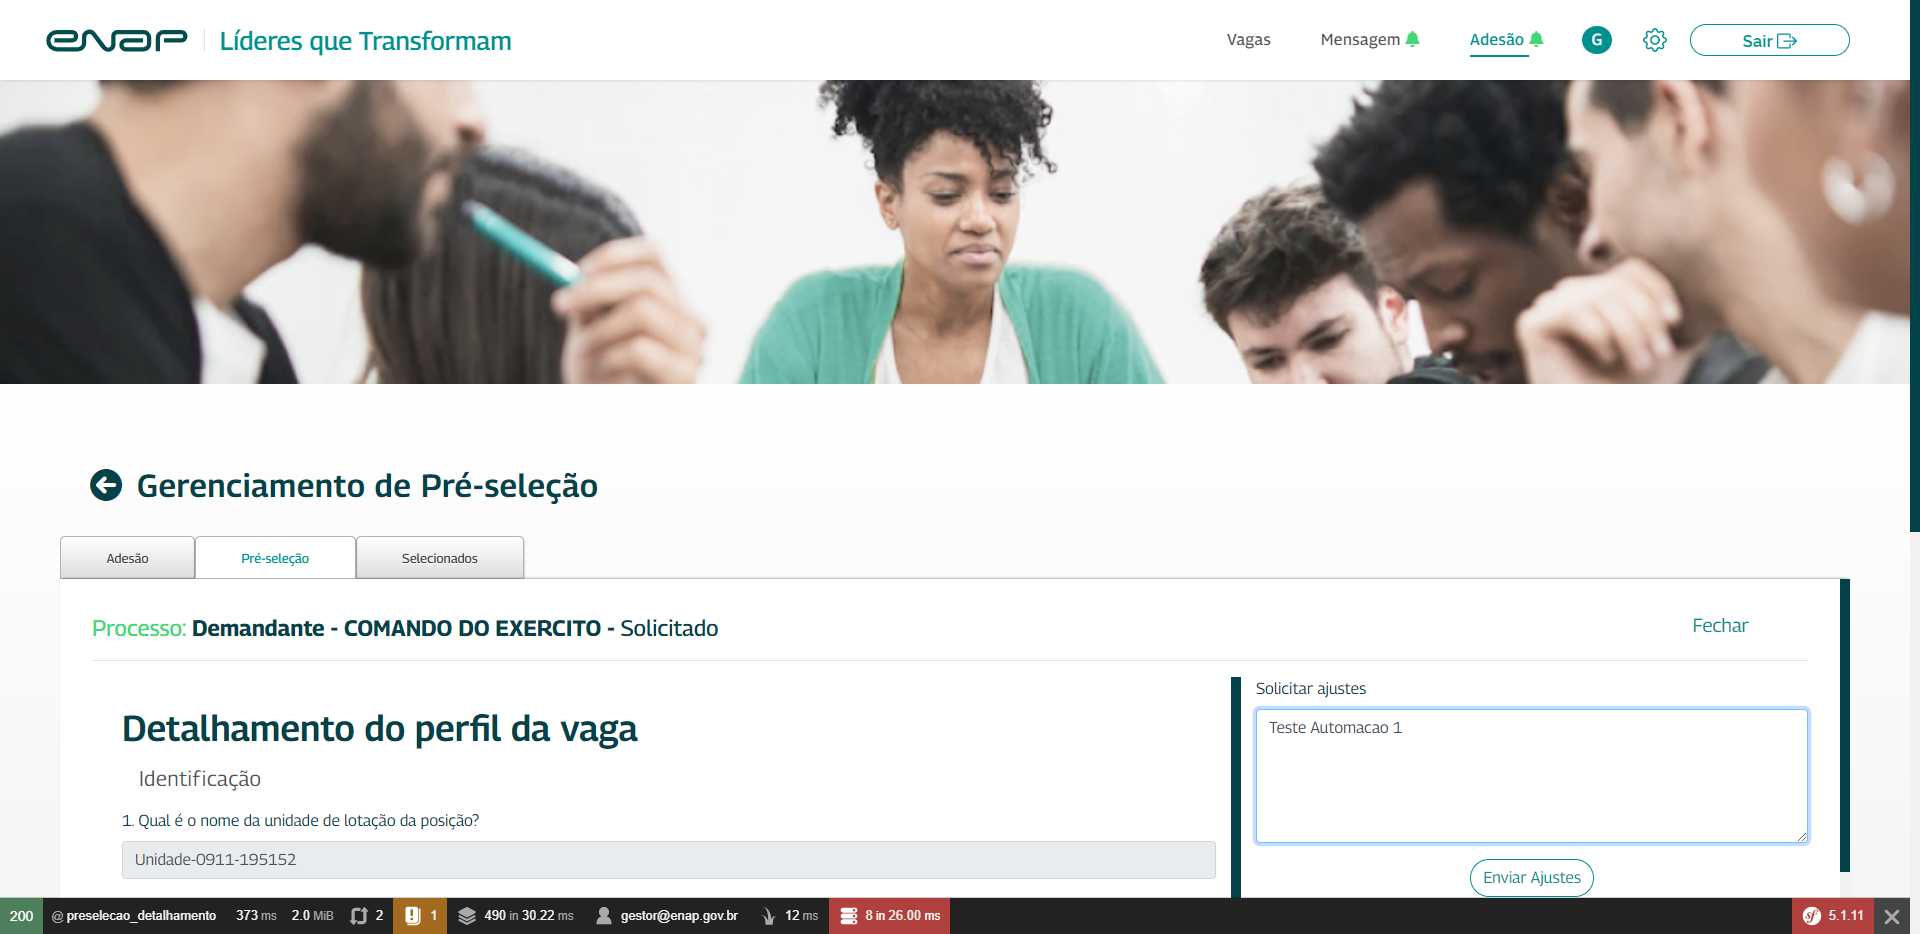 enap
Líderes que Transformam
Vagas
Mensagem
Adesão
G
Sair
Gerenciamento de Pré-seleção
Adesão
Pré-seleção
Selecionados
Processo: Demandante - COMANDO DO EXERCITO - Solicitado
Fechar
Detalhamento do perfil da vaga
Identificação
1. Qual é o nome da unidade de lotação da posição?
Unidade-0911-195152
Solicitar ajustes
Teste Automacao 1
Enviar Ajustes
200 @ preselecao_detalhamento 373 ms 2.0 MiB 2 1 490 in 30.22 ms gestor@enap.gov.br 12 ms 8 in 26.00 ms sf 5.1.11